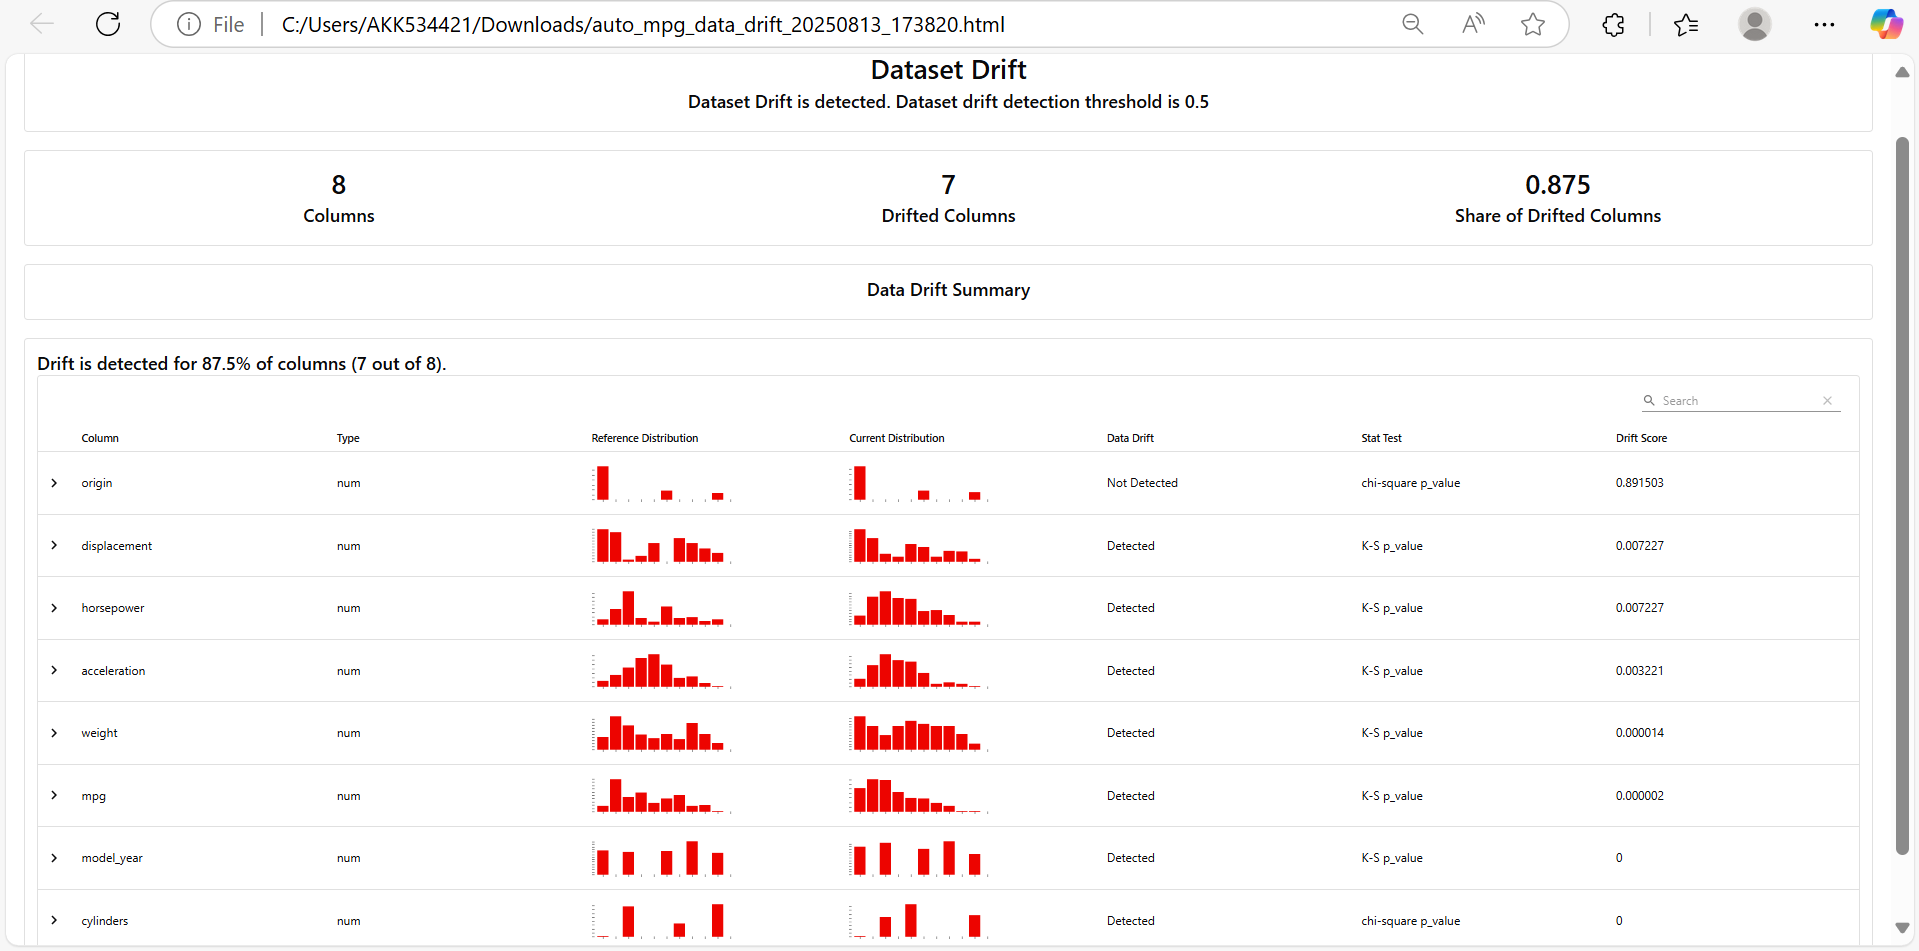 File
C:/Users/AKK534421/Downloads/auto_mpg_data_drift_20250813_173820.html
Dataset Drift
Dataset Drift is detected. Dataset drift detection threshold is 0.5
8
Columns
7
Drifted Columns
0.875
Share of Drifted Columns
Data Drift Summary
Drift is detected for 87.5% of columns (7 out of 8).
Search
Column Type Reference Distribution Current Distribution Data Drift Stat Test Drift Score
origin num Not Detected chi-square p_value 0.891503
displacement num Detected K-S p_value 0.007227
horsepower num Detected K-S p_value 0.007227
acceleration num Detected K-S p_value 0.003221
weight num Detected K-S p_value 0.000014
mpg num Detected K-S p_value 0.000002
model_year num Detected K-S p_value 0
cylinders num Detected chi-square p_value 0